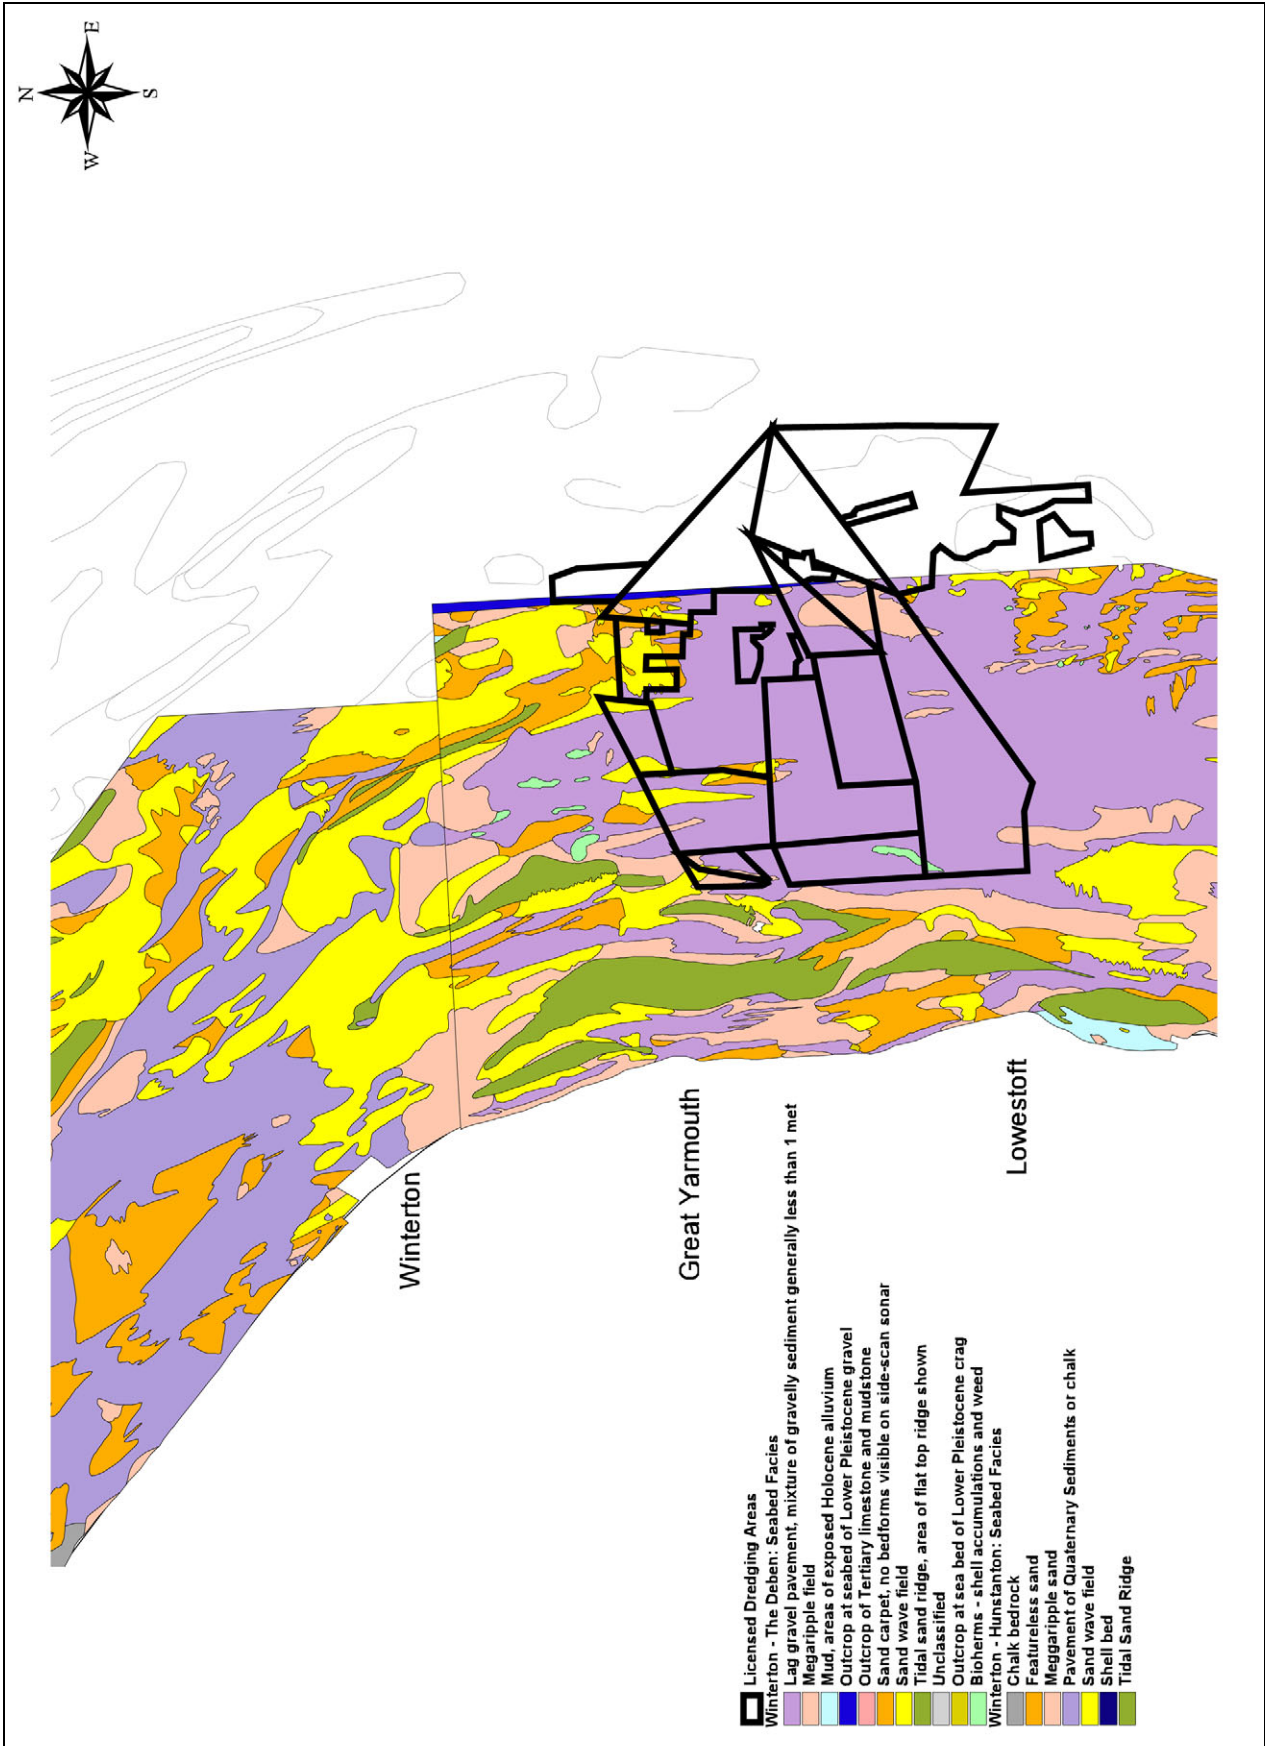 N
E
W
S
Winterton
Great Yarmouth
Lowestoft
Licensed Dredging Areas
Winterton - The Deben: Seabed Facies
Lag gravel pavement, mixture of gravelly sediment generally less than 1 met
Megaripple field
Mud, areas of exposed Holocene alluvium
Outcrop at seabed of Lower Pleistocene gravel
Outcrop of Tertiary limestone and mudstone
Sand carpet, no bedforms visible on side-scan sonar
Sand wave field
Tidal sand ridge, area of flat top ridge shown
Unclassified
Outcrop at sea bed of Lower Pleistocene crag
Bioherms - shell accumulations and weed
Winterton - Hunstanton: Seabed Facies
Chalk bedrock
Featureless sand
Meggaripple sand
Pavement of Quaternary Sediments or chalk
Sand wave field
Shell bed
Tidal Sand Ridge